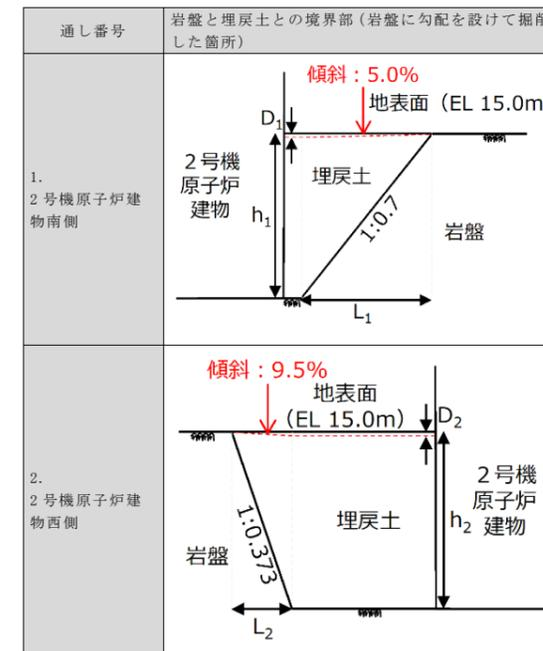 通し番号
岩盤と埋戻土との境界部（岩盤に勾配を設けて掘削
した箇所）
1.
2号機原子炉建
物南側
傾斜：5.0%
地表面（EL 15.0m
D1
２号機
原子炉
建物
h1
埋戻土
1:0.7
岩盤
L1
2.
2号機原子炉建
物西側
傾斜：9.5%
地表面
（EL 15.0m）
D2
２号機
原子炉
建物
h2
埋戻土
1:0.373
岩盤
L2